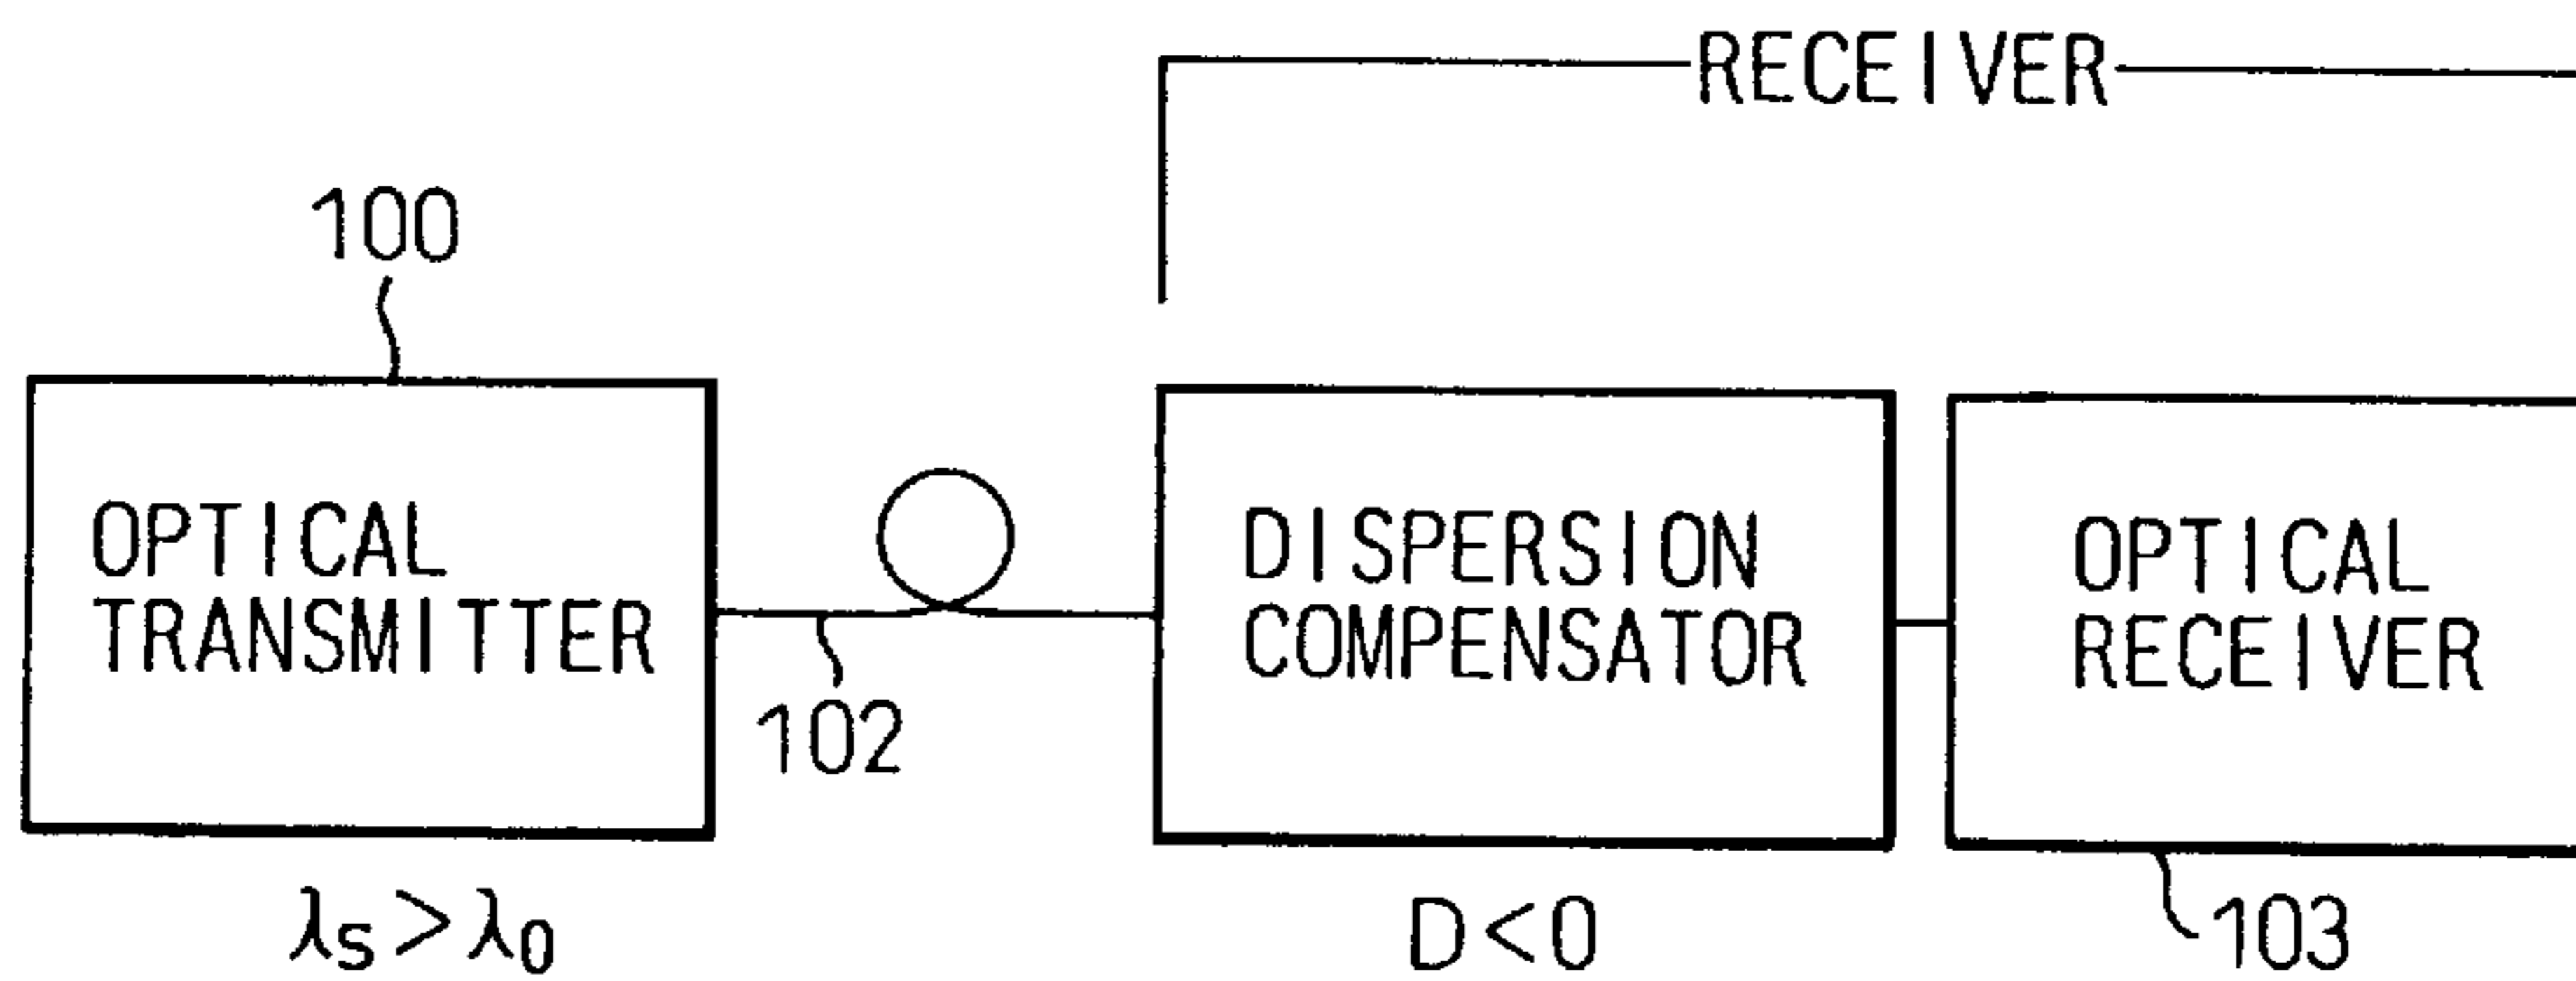 RECEIVER
100
OPTICAL
TRANSMITTER
102
DISPERSION
COMPENSATOR
OPTICAL
RECEIVER
λS>λ0
D<0
103